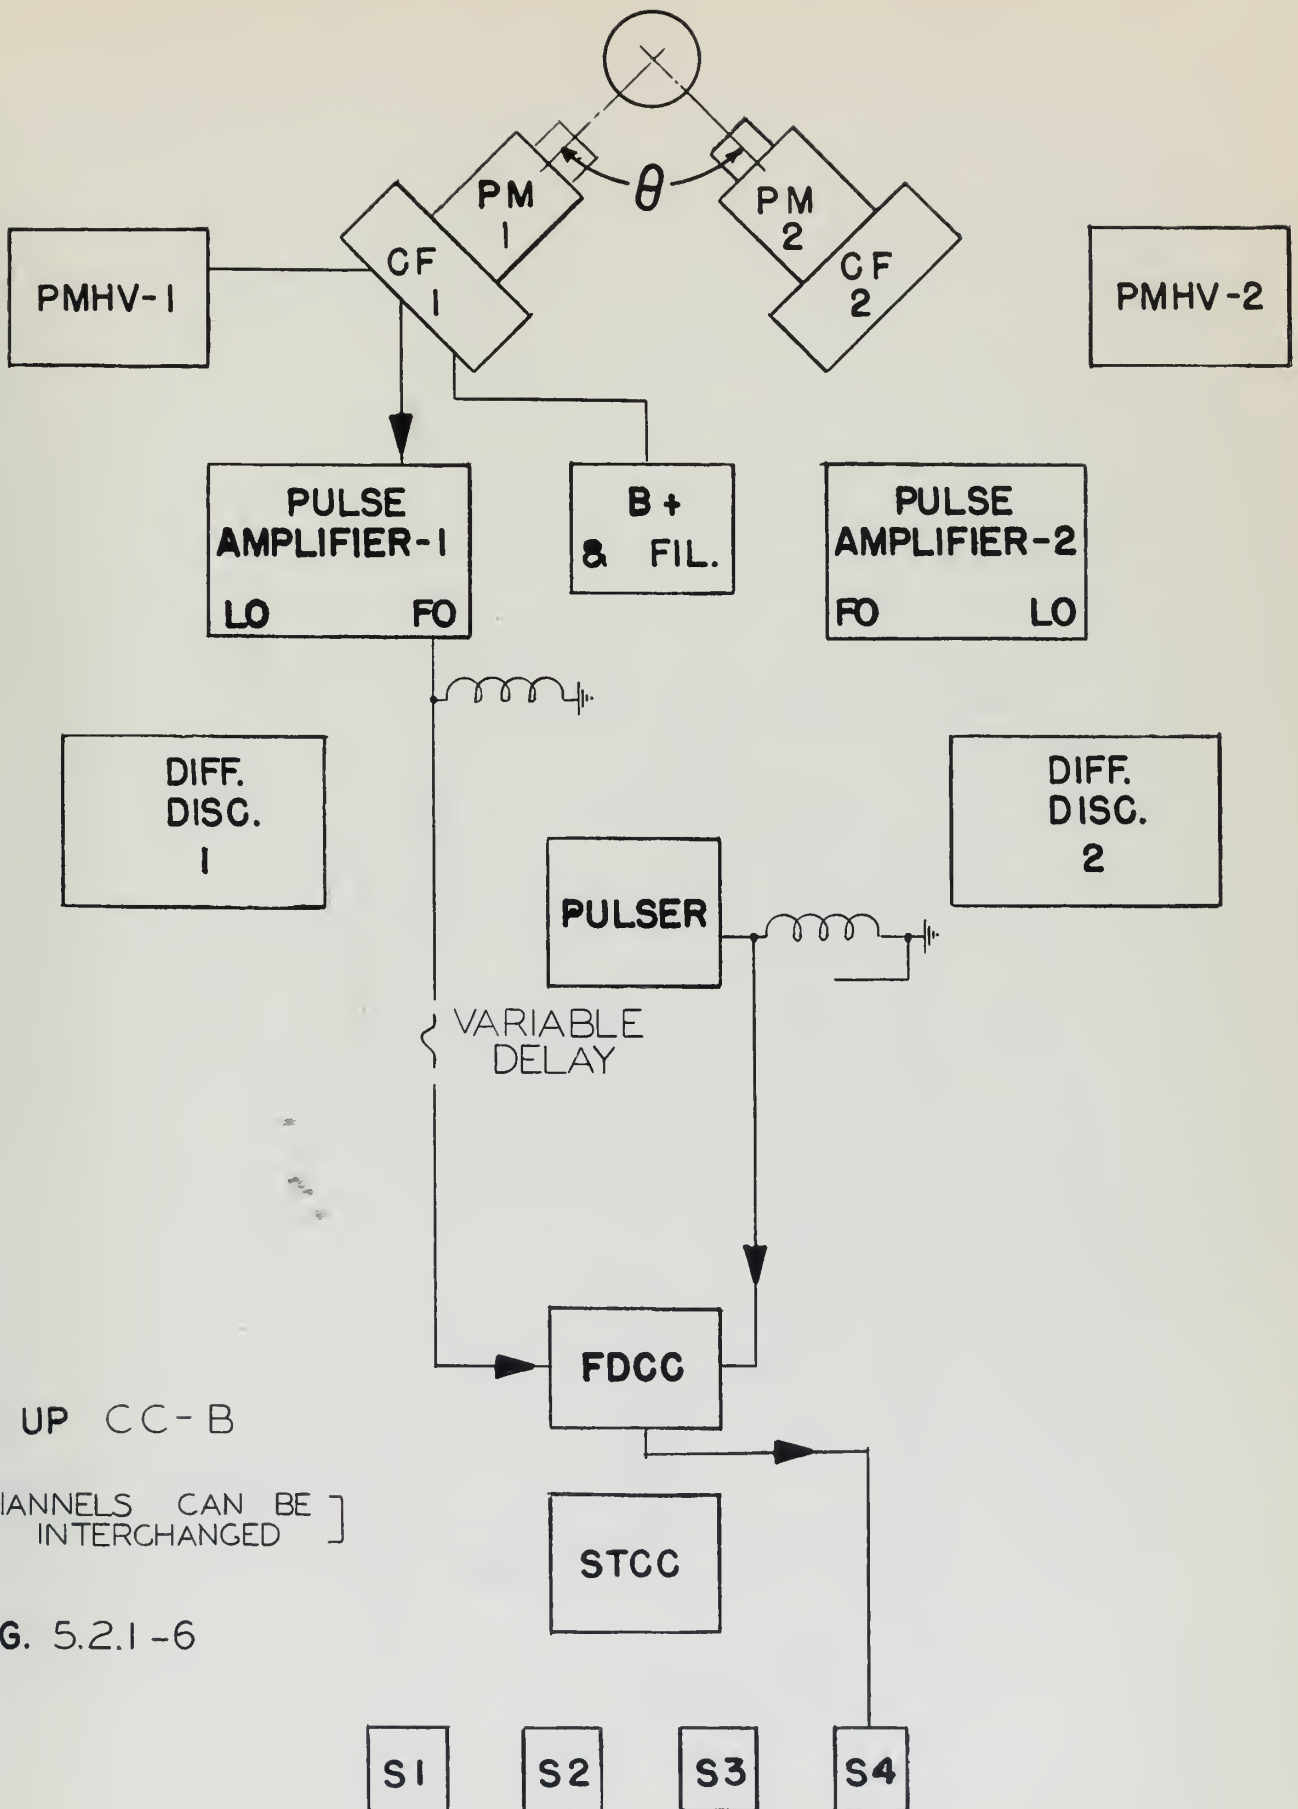 θ
PM
1
PM
2
CF
1
CF
2
PMHV-1
PMHV-2
PULSE
AMPLIFIER-1
LO FO
B+
& FIL.
PULSE
AMPLIFIER-2
FO LO
DIFF.
DISC.
1
DIFF.
DISC.
2
PULSER
VARIABLE
DELAY
FDCC
UP CC-B
CAN BE
INTERCHANGED]
STCC
5.2.1-6
S1 S2 S3 S4